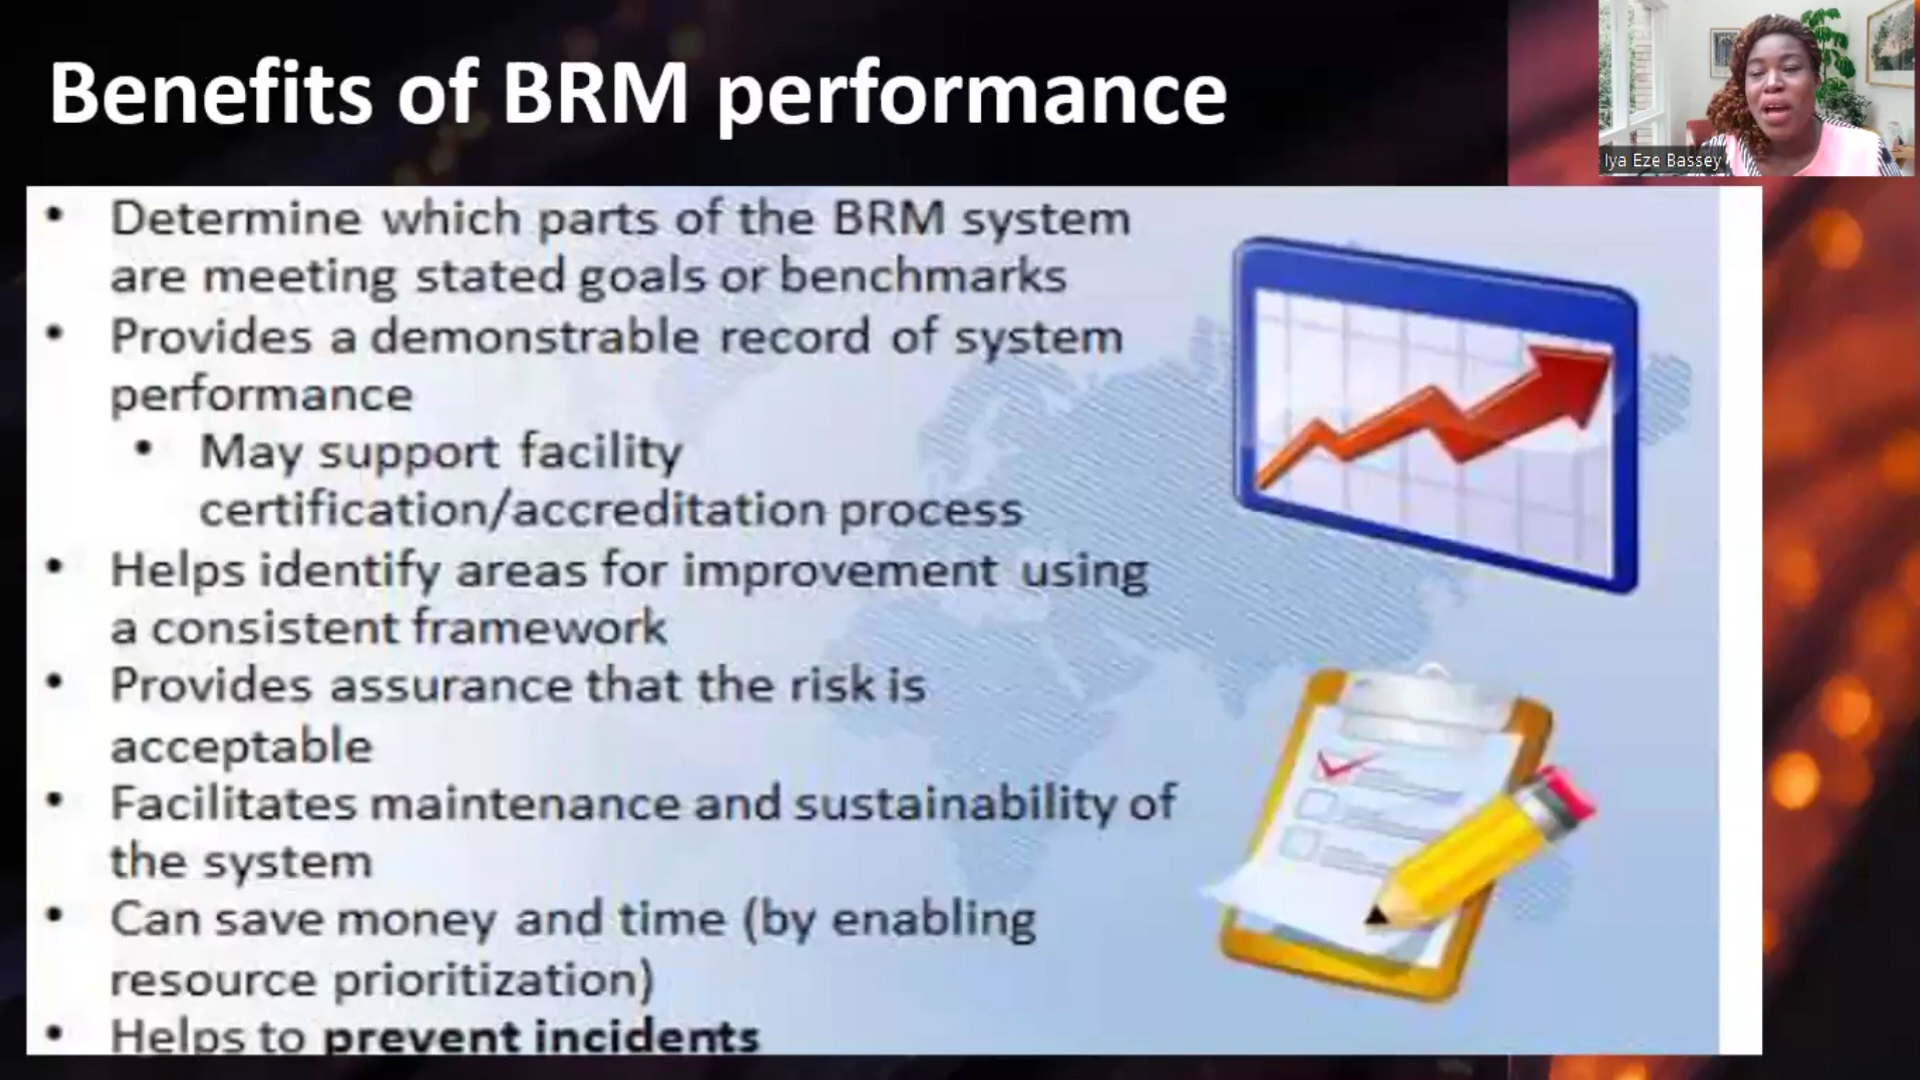 Benefits of BRM performance
Iya Eze Bassey
• Determine which parts of the BRM system
are meeting stated goals or benchmarks
• Provides a demonstrable record of system
performance
• May support facility
certification/accreditation process
• Helps identify areas for improvement using
a consistent framework
• Provides assurance that the risk is
acceptable
• Facilitates maintenance and sustainability of
the system
• Can save money and time (by enabling
resource prioritization)
• Helps to prevent incidents